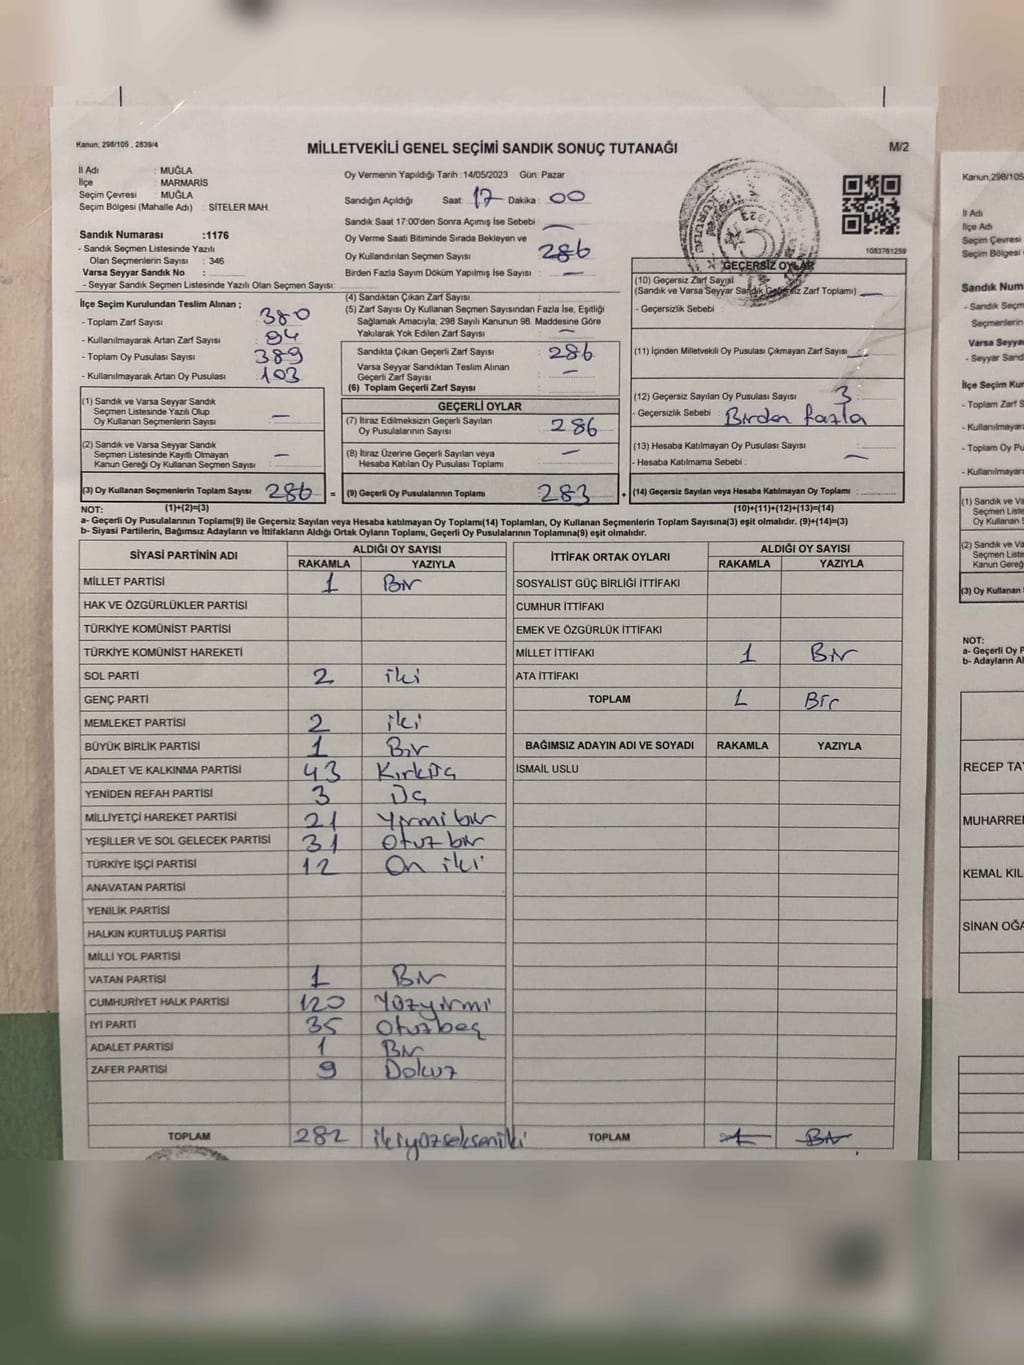 Kanun; 298/105 , 2839/4
MİLLETVEKİLİ GENEL SEÇİMİ SANDIK SONUÇ TUTANAĞI
M/2
İl Adı : MUĞLA
İlçe : MARMARİS
Seçim Çevresi : MUĞLA
Seçim Bölgesi (Mahalle Adı) : SİTELER MAH.
Sandık Numarası :1176
- Sandık Seçmen Listesinde Yazılı
Olan Seçmenlerin Sayısı : 346
Varsa Seyyar Sandık No :
- Seyyar Sandık Seçmen Listesinde Yazılı Olan Seçmen Sayısı:
Oy Vermenin Yapıldığı Tarih :14/05/2023 Gün: Pazar
Sandığın Açıldığı Saat: 17 Dakika : 00
Sandık Saat 17:00'den Sonra Açımış İse Sebebi :
Oy Verme Saati Bitiminde Sırada Bekleyen ve
Oy Kullandırılan Seçmen Sayısı : 286
Birden Fazla Sayım Döküm Yapılmış İse Sayısı : —
1083761259
İlçe Seçim Kurulundan Teslim Alınan ;
- Toplam Zarf Sayısı : 380
- Kullanılmayarak Artan Zarf Sayısı : 94
- Toplam Oy Pusulası Sayısı : 389
- Kullanılmayarak Artan Oy Pusulası : 103
(1) Sandık ve Varsa Seyyar Sandık
Seçmen Listesinde Yazılı Olup
Oy Kullanan Seçmenlerin Sayısı : —
(2) Sandık ve Varsa Seyyar Sandık
Seçmen Listesinde Kayıtlı Olmayan
Kanun Gereği Oy Kullanan Seçmen Sayısı : —
(3) Oy Kullanan Seçmenlerin Toplam Sayısı : 286
(1)+(2)=(3)
(4) Sandıktan Çıkan Zarf Sayısı :
(5) Zarf Sayısı Oy Kullanan Seçmen Sayısından Fazla İse, Eşitliği
Sağlamak Amacıyla; 298 Sayılı Kanunun 98. Maddesine Göre
Yakılarak Yok Edilen Zarf Sayısı : —
Sandıkta Çıkan Geçerli Zarf Sayısı : 286
Varsa Seyyar Sandıktan Teslim Alınan
Geçerli Zarf Sayısı : —
(6) Toplam Geçerli Zarf Sayısı :
GEÇERLİ OYLAR
(7) İtiraz Edilmeksizin Geçerli Sayılan
Oy Pusulalarının Sayısı : 286
(8) İtiraz Üzerine Geçerli Sayılan veya
Hesaba Katılan Oy Pusulası Toplamı : —
= (9) Geçerli Oy Pusulalarının Toplamı : 283
GEÇERSİZ OYLAR
(10) Geçersiz Zarf Sayısı
(Sandık ve Varsa Seyyar Sandık Geçersiz Zarf Toplamı) : —
- Geçersizlik Sebebi :
(11) İçinden Milletvekili Oy Pusulası Çıkmayan Zarf Sayısı : —
(12) Geçersiz Sayılan Oy Pusulası Sayısı : 3
- Geçersizlik Sebebi : Birden fazla
(13) Hesaba Katılmayan Oy Pusulası Sayısı :
- Hesaba Katılmama Sebebi : —
+ (14) Geçersiz Sayılan veya Hesaba Katılmayan Oy Toplamı :
(10)+(11)+(12)+(13)=(14)
NOT:
a- Geçerli Oy Pusulalarının Toplamı(9) ile Geçersiz Sayılan veya Hesaba katılmayan Oy Toplamı(14) Toplamları, Oy Kullanan Seçmenlerin Toplam Sayısına(3) eşit olmalıdır. (9)+(14)=(3)
b- Siyasi Partilerin, Bağımsız Adayların ve İttifakların Aldığı Ortak Oyların Toplamı, Geçerli Oy Pusulalarının Toplamına(9) eşit olmalıdır.
SİYASİ PARTİNİN ADI ALDIĞI OY SAYISI
RAKAMLA YAZIYLA
MİLLET PARTİSİ 1 Bir
HAK VE ÖZGÜRLÜKLER PARTİSİ
TÜRKİYE KOMÜNİST PARTİSİ
TÜRKİYE KOMÜNİST HAREKETİ
SOL PARTİ 2 iki
GENÇ PARTİ
MEMLEKET PARTİSİ 2 iki
BÜYÜK BİRLİK PARTİSİ 1 Bir
ADALET VE KALKINMA PARTİSİ 43 Kırküç
YENİDEN REFAH PARTİSİ 3 üç
MİLLİYETÇİ HAREKET PARTİSİ 21 yirmi bir
YEŞİLLER VE SOL GELECEK PARTİSİ 31 otuz bir
TÜRKİYE İŞÇİ PARTİSİ 12 On iki
ANAVATAN PARTİSİ
YENİLİK PARTİSİ
HALKIN KURTULUŞ PARTİSİ
MİLLİ YOL PARTİSİ
VATAN PARTİSİ 1 Bir
CUMHURİYET HALK PARTİSİ 120 Yüzyirmi
İYİ PARTİ 35 otuzbeş
ADALET PARTİSİ 1 Bir
ZAFER PARTİSİ 9 Dokuz
TOPLAM 282 ikiyüzsekseniki
İTTİFAK ORTAK OYLARI ALDIĞI OY SAYISI
RAKAMLA YAZIYLA
SOSYALİST GÜÇ BİRLİĞİ İTTİFAKI
CUMHUR İTTİFAKI
EMEK VE ÖZGÜRLÜK İTTİFAKI
MİLLET İTTİFAKI 1 Bir
ATA İTTİFAKI
TOPLAM 1 Bir
BAĞIMSIZ ADAYIN ADI VE SOYADI RAKAMLA YAZIYLA
İSMAİL USLU
TOPLAM 1 Bir
Kanun;298/105
İl Adı
İlçe Adı
Seçim Çevresi
Seçim Bölgesi
Sandık Num
- Sandık Seçm
Seçmenlerin
Varsa Seyya
- Seyyar Sandı
İlçe Seçim Ku
- Toplam Zarf S
- Kullanılmayara
- Toplam Oy Pu
- Kullanılmayara
(1) Sandık ve Va
Seçmen Liste
Oy Kullanan
(2) Sandık ve Va
Seçmen Liste
Kanun Gereğ
(3) Oy Kullanan
NOT:
a- Geçerli Oy P
b- Adayların Al
RECEP TA
MUHARRE
KEMAL KIL
SİNAN OĞA